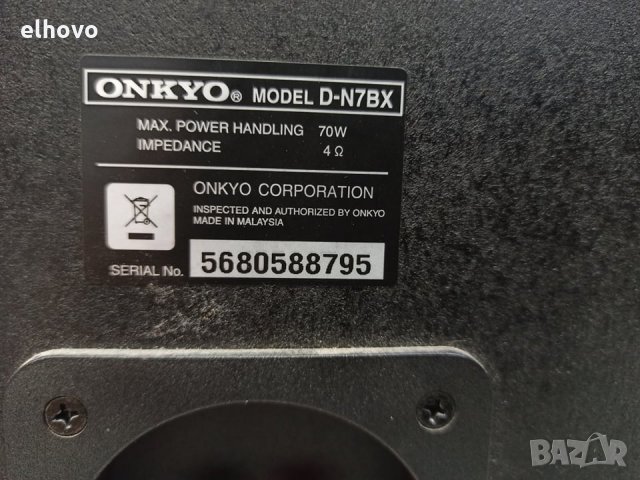 elhovo
ONKYO® MODEL D-N7BX
MAX. POWER HANDLING 70W
IMPEDANCE 4 Ω
ONKYO CORPORATION
INSPECTED AND AUTHORIZED BY ONKYO
MADE IN MALAYSIA
SERIAL No. 5680588795
BAZAR